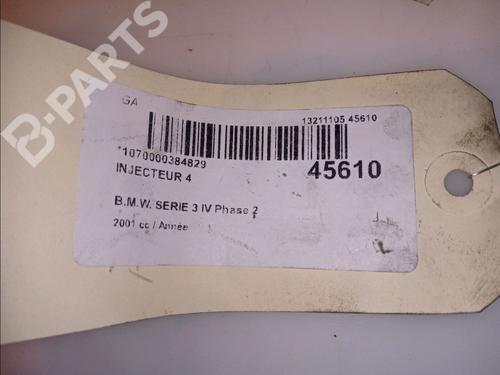 B-PARTS
GA
13211105 45610
*1070000384829
INJECTEUR 4
45610
B.M.W. SERIE 3 IV Phase 2
2001 cc / Année